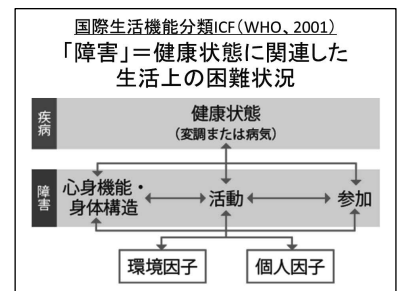 国際生活機能分類ICF（WHO、2001）
「障害」＝健康状態に関連した
生活上の困難状況
疾病
健康状態
（変調または病気）
障害
心身機能・
身体構造
活動
参加
環境因子
個人因子